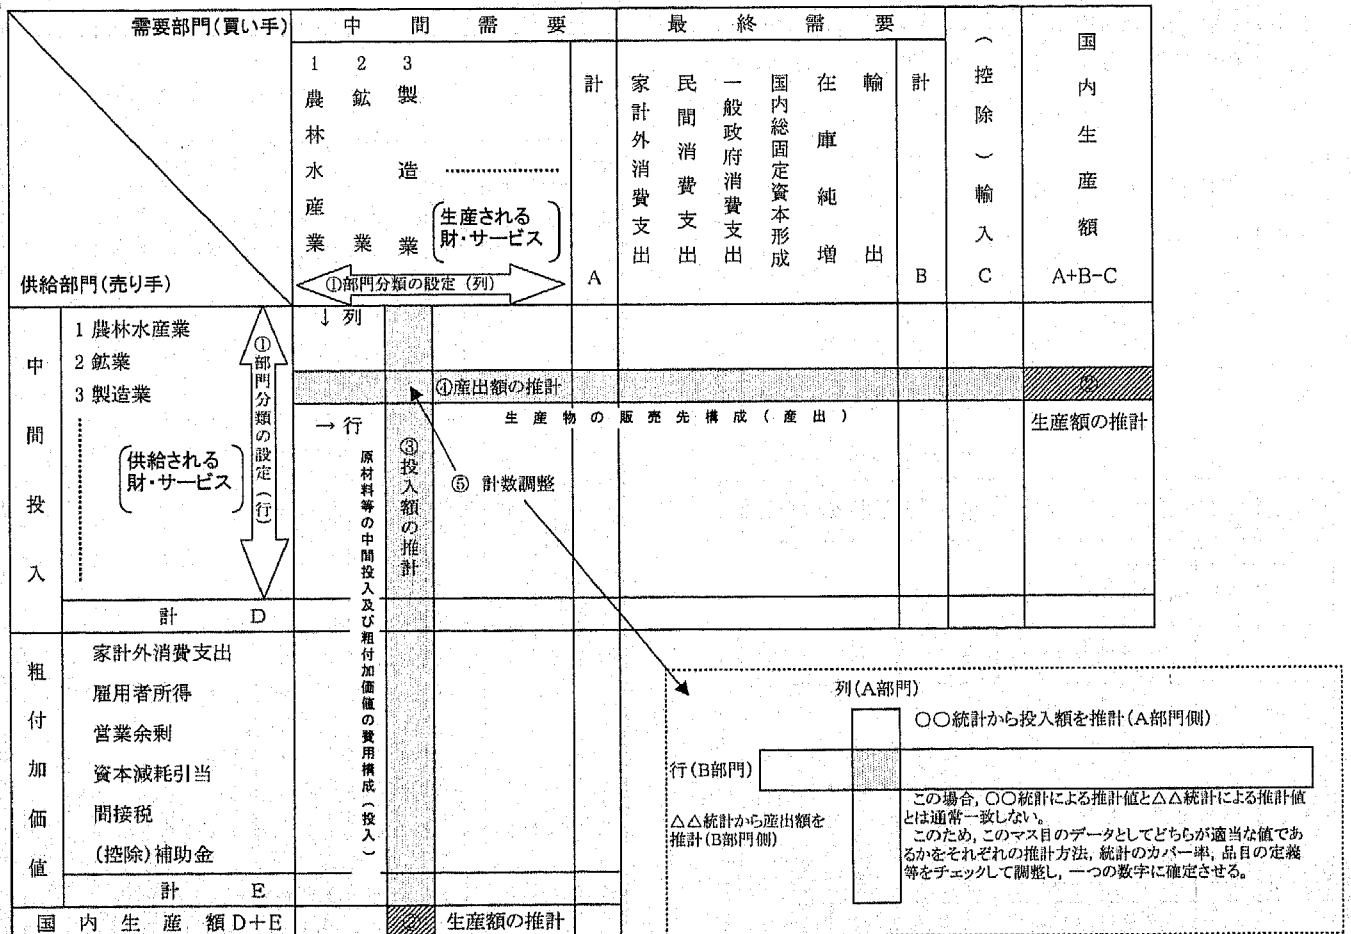 需要部門(買い手)
中間需要
最終需要
(控除)輸入
C
国内生産額
A+B-C
1 農林水産業
2 鉱業
3 製造業
………………
生産される
財・サービス
計
A
家計外消費支出
民間消費支出
一般政府消費支出
国内総固定資本形成
在庫純増
輸出
計
B
供給部門(売り手)
①部門分類の設定(列)
中間投入
1 農林水産業
2 鉱業
3 製造業
供給される
財・サービス
①部門分類の設定(行)
計 D
↓ 列
④産出額の推計
②
→ 行
生産物の販売先構成(産出)
生産額の推計
原材料等の中間投入及び粗付加価値の費用構成(投入)
③投入額の推計
⑤ 計数調整
粗付加価値
家計外消費支出
雇用者所得
営業余剰
資本減耗引当
間接税
(控除)補助金
計 E
国内生産額D+E
②
生産額の推計
列(A部門)
〇〇統計から投入額を推計(A部門側)
行(B部門)
△△統計から産出額を
推計(B部門側)
この場合,〇〇統計による推計値と△△統計による推計値
とは通常一致しない。
このため,このマス目のデータとしてどちらが適当な値であ
るかをそれぞれの推計方法,統計のカバー率,品目の定義
等をチェックして調整し,一つの数字に確定させる。